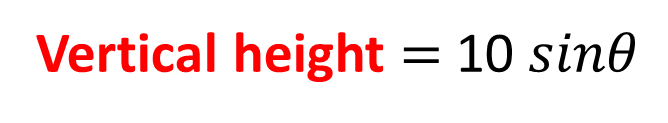 Vertical height = 10 sinθ